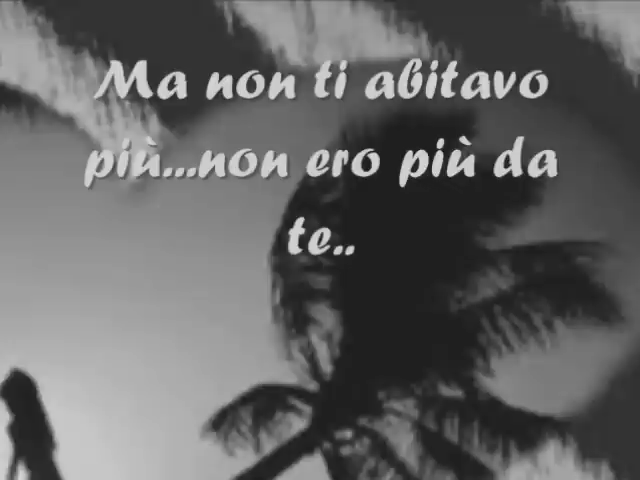 Ma non ti abitavo
più...non ero più da
te..